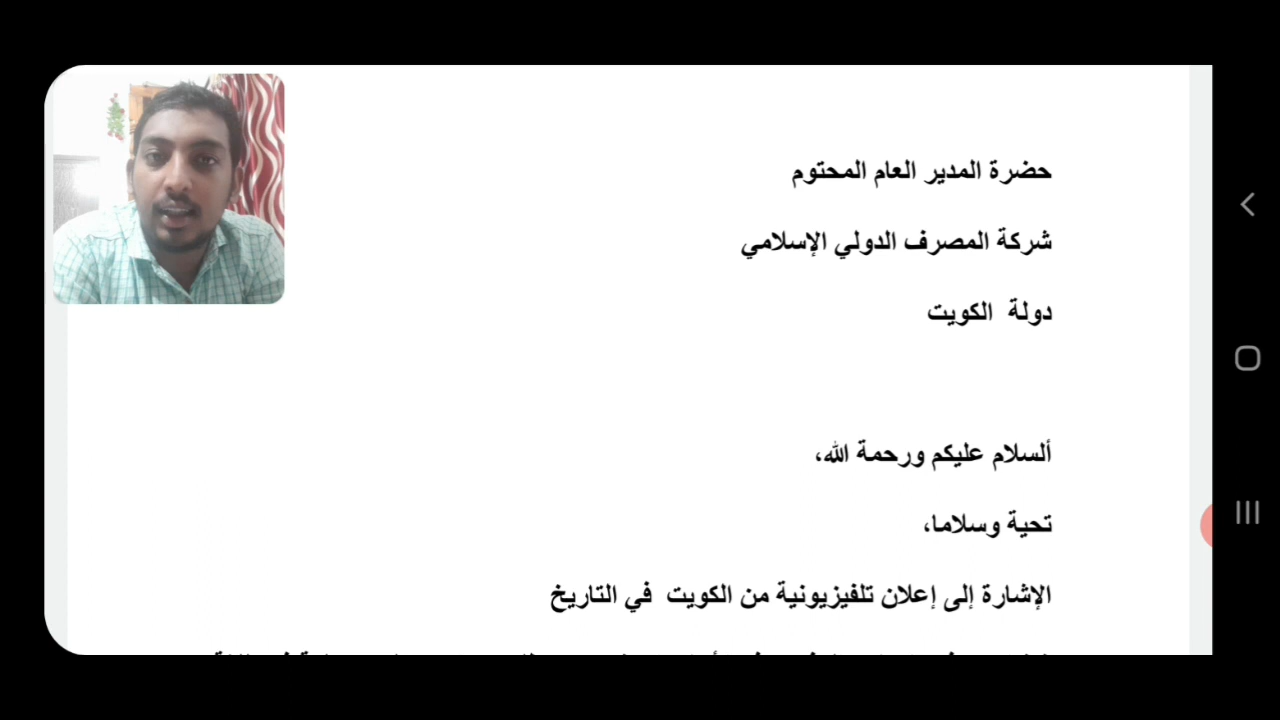 حضرة المدير العام المحتوم
شركة المصرف الدولي الإسلامي
دولة الكويت
ألسلام عليكم ورحمة الله،
تحية وسلاما،
الإشارة إلى إعلان تلفيزيونية من الكويت في التاريخ